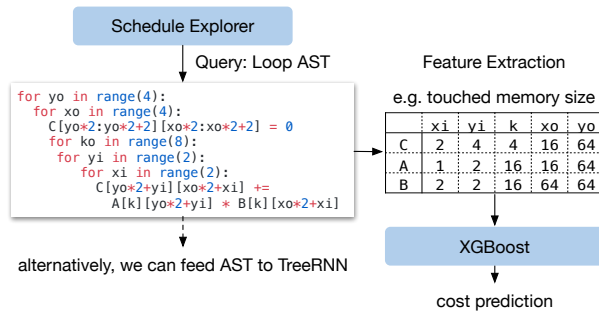 Schedule Explorer
Query: Loop AST
for yo in range(4):
for xo in range(4):
C[yo*2:yo*2+2][xo*2:xo*2+2] = 0
for ko in range(8):
for yi in range(2):
for xi in range(2):
C[yo*2+yi][xo*2+xi] +=
A[k][yo*2+yi] * B[k][xo*2+xi]
alternatively, we can feed AST to TreeRNN
Feature Extraction
e.g. touched memory size
xi yi k xo yo
C 2 4 4 16 64
A 1 2 16 16 64
B 2 2 16 64 64
XGBoost
cost prediction